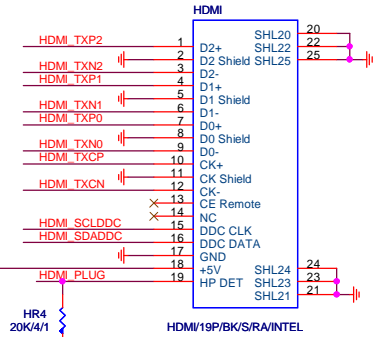 HDMI
HDMI_TXP2 1 D2+ SHL20 20
2 D2 Shield SHL22 22
HDMI_TXN2 3 D2- SHL25 25
HDMI_TXP1 4 D1+
5 D1 Shield
HDMI_TXN1 6 D1-
HDMI_TXP0 7 D0+
8 D0 Shield
HDMI_TXN0 9 D0-
HDMI_TXCP 10 CK+
11 CK Shield
HDMI_TXCN 12 CK-
13 CE Remote
14 NC
HDMI_SCLDDC 15 DDC CLK
HDMI_SDADDC 16 DDC DATA
17 GND
18 +5V SHL24 24
HDMI_PLUG 19 HP DET SHL23 23
SHL21 21
HR4
20K/4/1
HDMI/19P/BK/S/RA/INTEL